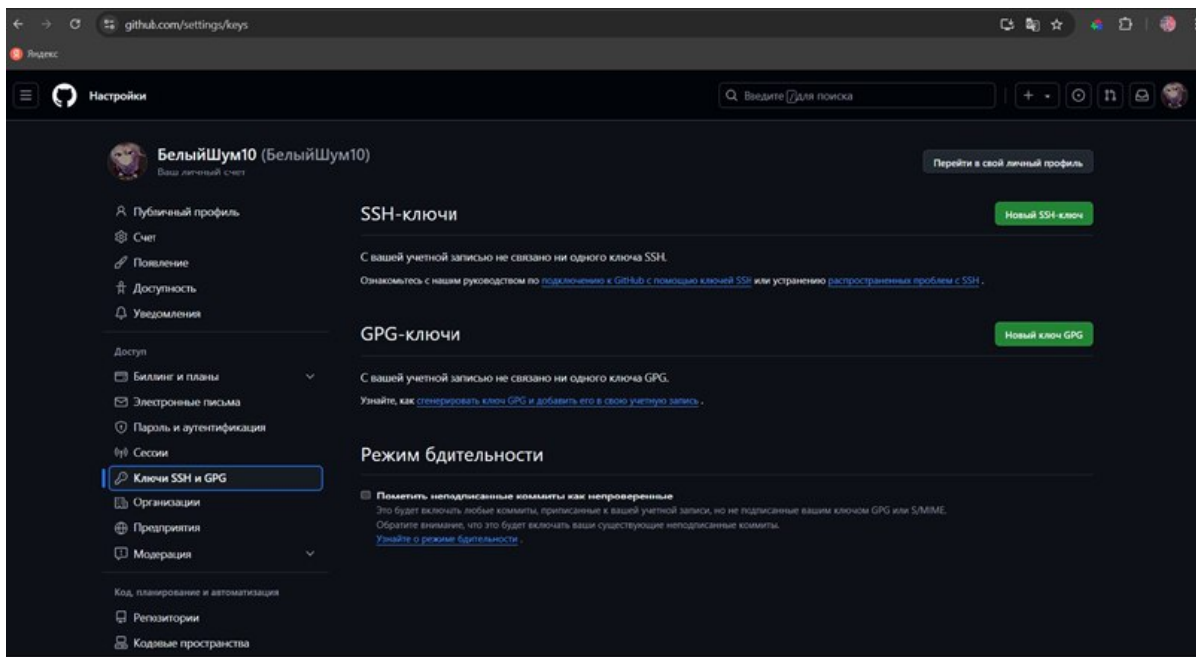 github.com/settings/keys
Яндекс
Настройки
Введите / для поиска
БелыйШум10 (БелыйШум10)
Ваш личный счет
Перейти в свой личный профиль
Публичный профиль
Счет
Появление
Доступность
Уведомления
Доступ
Биллинг и планы
Электронные письма
Пароль и аутентификация
Сессии
Ключи SSH и GPG
Организации
Предприятия
Модерация
Код, планирование и автоматизация
Репозитории
Кодовые пространства
SSH-ключи
Новый SSH-ключ
С вашей учетной записью не связано ни одного ключа SSH.
Ознакомьтесь с нашим руководством по подключению к GitHub с помощью ключей SSH или устранению распространенных проблем с SSH .
GPG-ключи
Новый ключ GPG
С вашей учетной записью не связано ни одного ключа GPG.
Узнайте, как сгенерировать ключ GPG и добавить его в свою учетную запись .
Режим бдительности
Пометить неподписанные коммиты как непроверенные
Это будет включать любые коммиты, приписанные к вашей учетной записи, но не подписанные вашим ключом GPG или S/MIME.
Обратите внимание, что это будет включать ваши существующие неподписанные коммиты.
Узнайте о режиме бдительности .